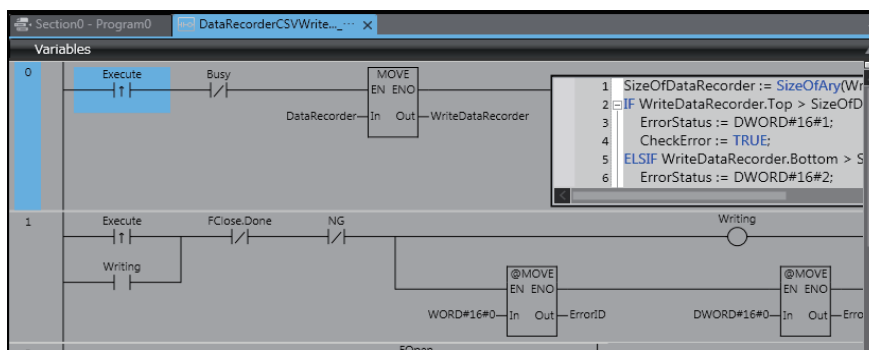 Section0 - Program0 DataRecorderCSVWrite..._...
Variables
0
Execute Busy MOVE
EN ENO
DataRecorder In Out WriteDataRecorder
1 SizeOfDataRecorder := SizeOfAry(Wr
2 IF WriteDataRecorder.Top > SizeOfD
3 ErrorStatus := DWORD#16#1;
4 CheckError := TRUE;
5 ELSIF WriteDataRecorder.Bottom > S
6 ErrorStatus := DWORD#16#2;
1
Execute FClose.Done NG Writing
Writing
@MOVE @MOVE
EN ENO EN ENO
WORD#16#0 In Out ErrorID DWORD#16#0 In Out Erro
FOpen